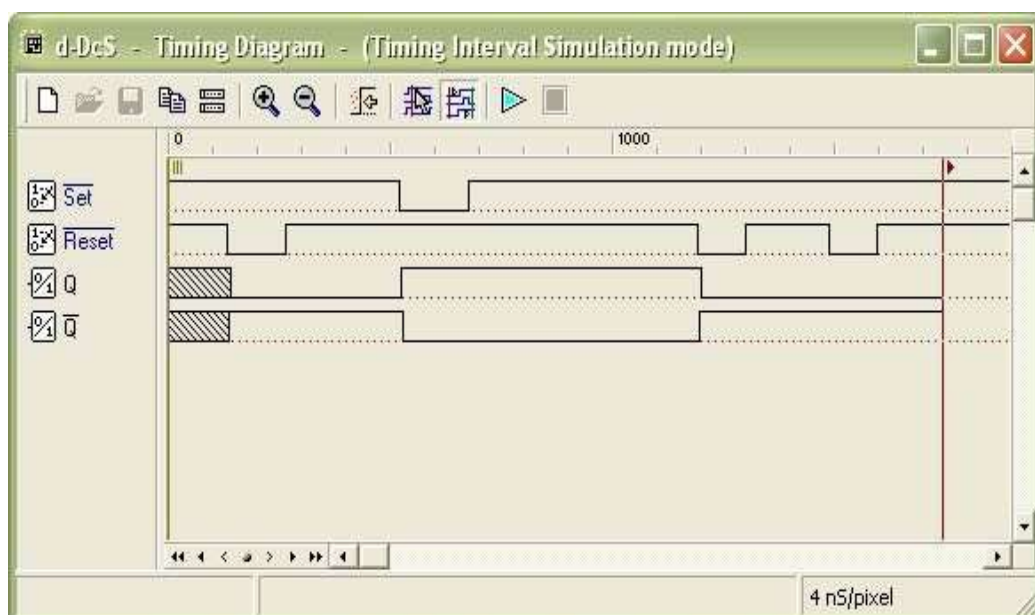 d-DcS - Timing Diagram - (Timing Interval Simulation mode)
0 1000
Set
Reset
Q
Q
4 nS/pixel